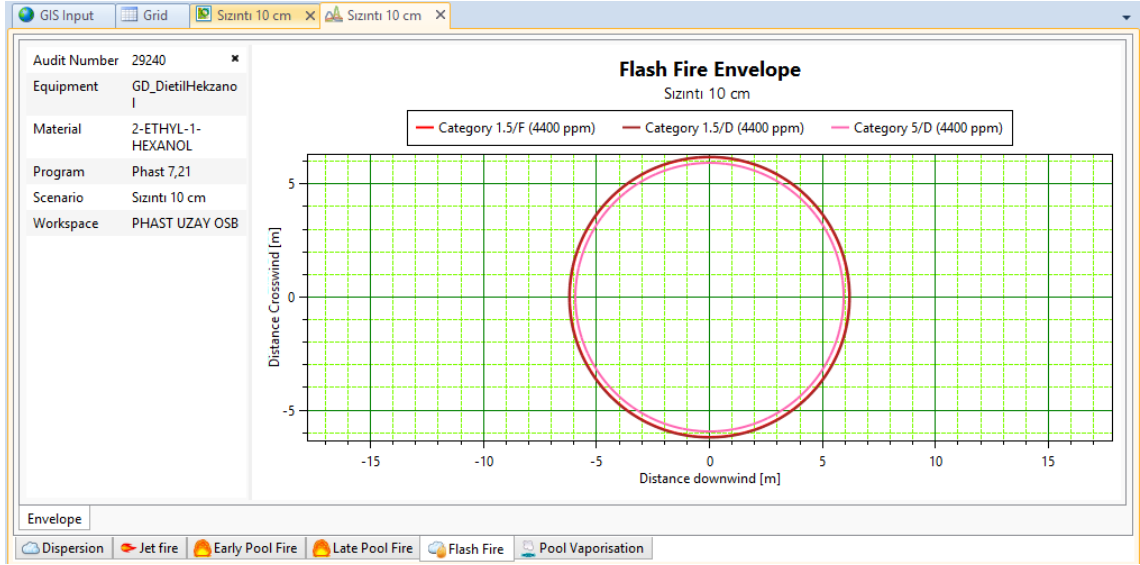 GIS Input Grid Sızıntı 10 cm Sızıntı 10 cm
Audit Number 29240
Equipment GD_DietilHekzano
l
Material 2-ETHYL-1-
HEXANOL
Program Phast 7,21
Scenario Sızıntı 10 cm
Workspace PHAST UZAY OSB
Flash Fire Envelope
Sızıntı 10 cm
Category 1.5/F (4400 ppm) Category 1.5/D (4400 ppm) Category 5/D (4400 ppm)
Distance Crosswind [m]
5
0
-5
-15 -10 -5 0 5 10 15
Distance downwind [m]
Envelope
Dispersion Jet fire Early Pool Fire Late Pool Fire Flash Fire Pool Vaporisation